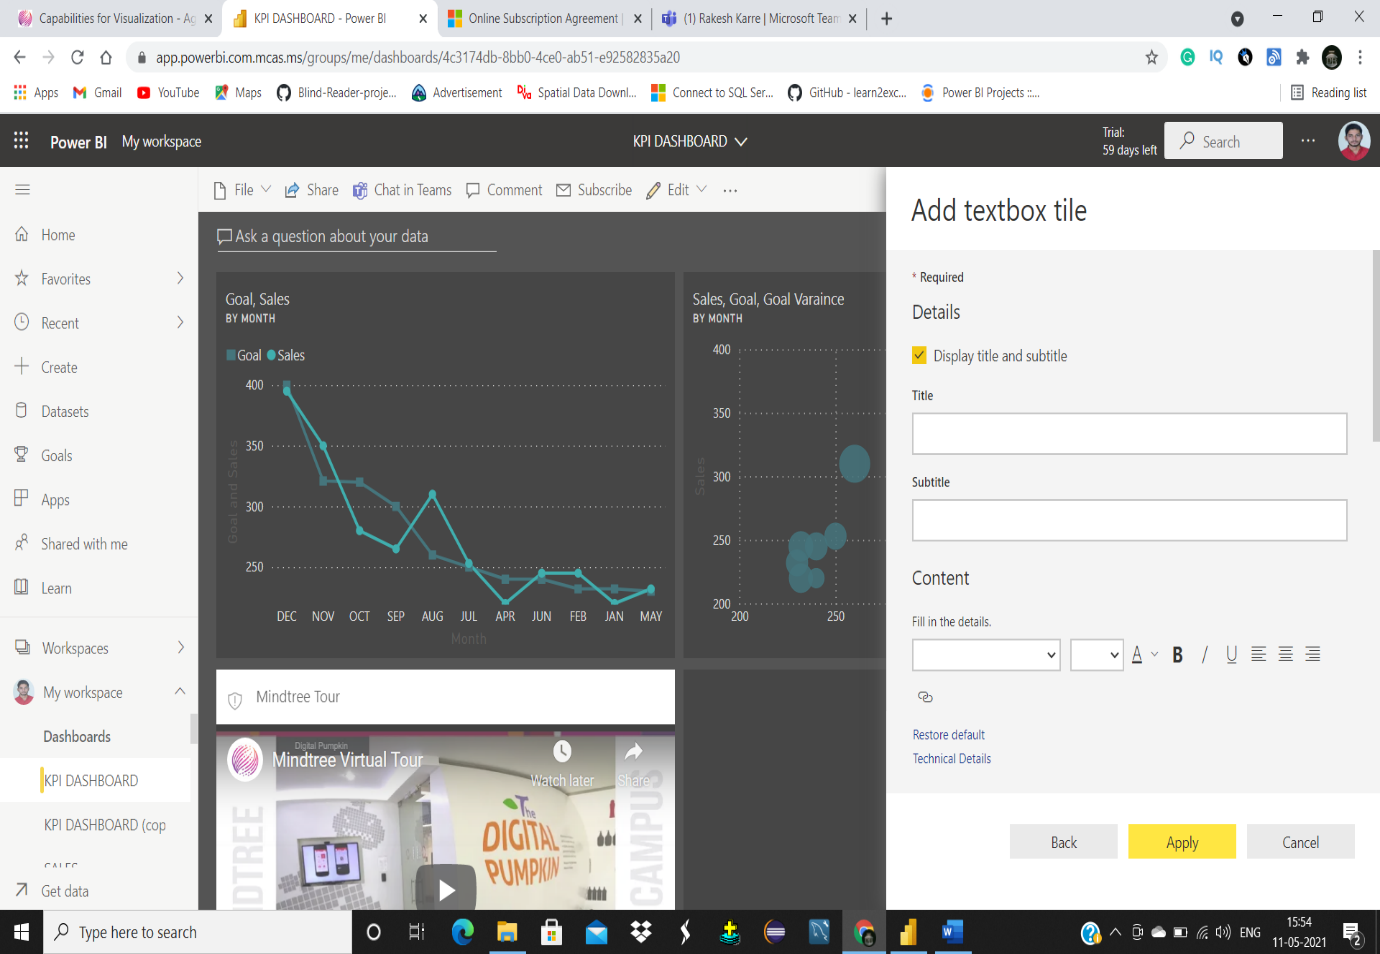 Capabilities for Visualization - Ag
KPI DASHBOARD - Power BI
Online Subscription Agreement |
(1) Rakesh Karre | Microsoft Team
app.powerbi.com.mcas.ms/groups/me/dashboards/4c3174db-8bb0-4ce0-ab51-e92582835a20
Apps
Gmail
YouTube
Maps
Blind-Reader-proje...
Advertisement
Spatial Data Downl...
Connect to SQL Ser...
GitHub - learn2exc...
Power BI Projects ::...
Reading list
Power BI
My workspace
KPI DASHBOARD
Trial:
59 days left
Search
File
Share
Chat in Teams
Comment
Subscribe
Edit
Home
Favorites
Recent
Create
Datasets
Goals
Apps
Shared with me
Learn
Workspaces
My workspace
Dashboards
KPI DASHBOARD
KPI DASHBOARD (cop
SALES
Get data
Ask a question about your data
Goal, Sales
BY MONTH
Goal Sales
Goal and Sales
400
350
300
250
DEC NOV OCT SEP AUG JUL APR JUN FEB JAN MAY
Month
Sales, Goal, Goal Varaince
BY MONTH
Sales
400
350
300
250
200
200 250
Mindtree Tour
Digital Pumpkin
Mindtree Virtual Tour
Watch later
Share
The
DIGITAL
PUMPKIN
CAMPUS
Add textbox tile
* Required
Details
Display title and subtitle
Title
Subtitle
Content
Fill in the details.
A B / U
Restore default
Technical Details
Back
Apply
Cancel
Type here to search
ENG
15:54
11-05-2021
2